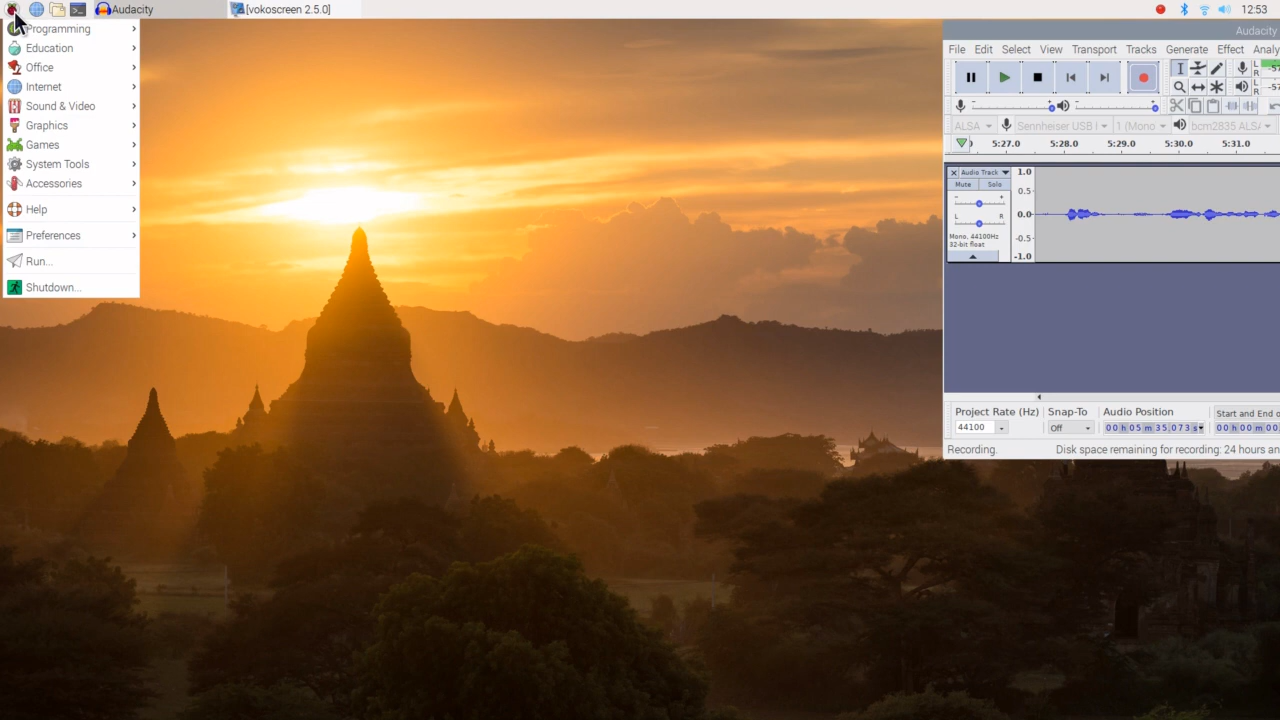 Audacity
[vokoscreen 2.5.0]
12:53
Programming
Education
Office
Internet
Sound & Video
Graphics
Games
System Tools
Accessories
Help
Preferences
Run...
Shutdown...
Audacity
File Edit Select View Transport Tracks Generate Effect Analy
L
R
-57
L
R
-57
ALSA Sennheiser USB 1 (Mono bcm2835 ALSA
5:27.0 5:28.0 5:29.0 5:30.0 5:31.0
Audio Track
Mute Solo
- +
L R
Mono, 44100Hz
32-bit float
1.0
0.5
0.0
-0.5
-1.0
Project Rate (Hz) Snap-To Audio Position Start and End o
44100 Off 00 h 05 m 35.073 s 00 h 00 m 00
Recording. Disk space remaining for recording: 24 hours an